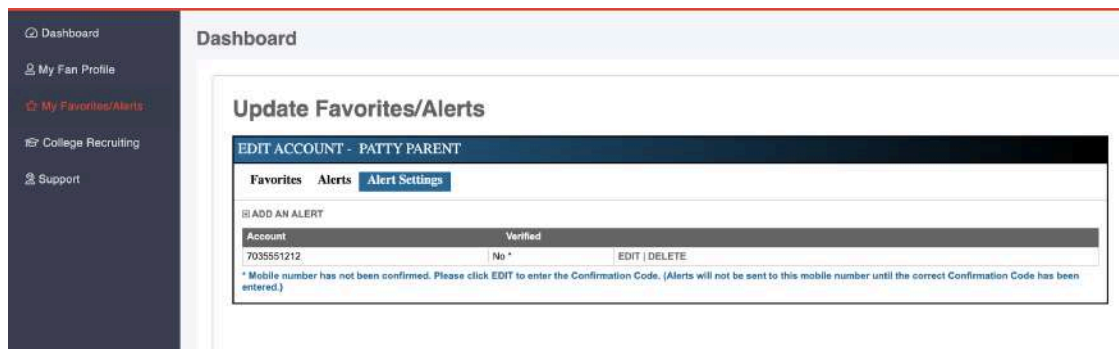 Dashboard
My Fan Profile
My Favorites/Alerts
College Recruiting
Support
Dashboard
Update Favorites/Alerts
EDIT ACCOUNT - PATTY PARENT
Favorites Alerts Alert Settings
ADD AN ALERT
Account Verified
7035551212 No * EDIT | DELETE
* Mobile number has not been confirmed. Please click EDIT to enter the Confirmation Code. (Alerts will not be sent to this mobile number until the correct Confirmation Code has been
entered.)